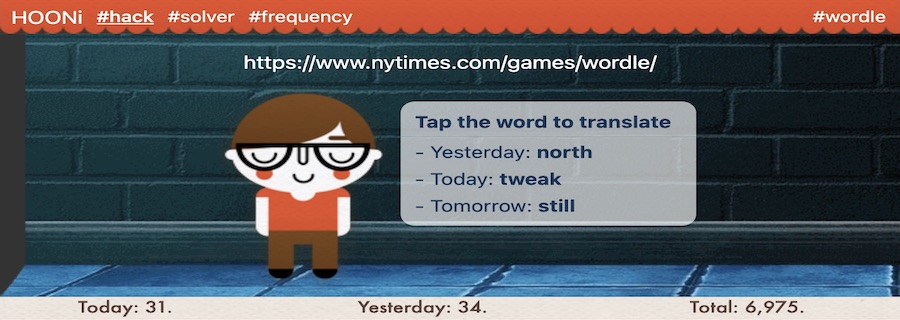 HOONi #hack #solver #frequency #wordle
https://www.nytimes.com/games/wordle/
Tap the word to translate
- Yesterday: north
- Today: tweak
- Tomorrow: still
Today: 31. Yesterday: 34. Total: 6,975.